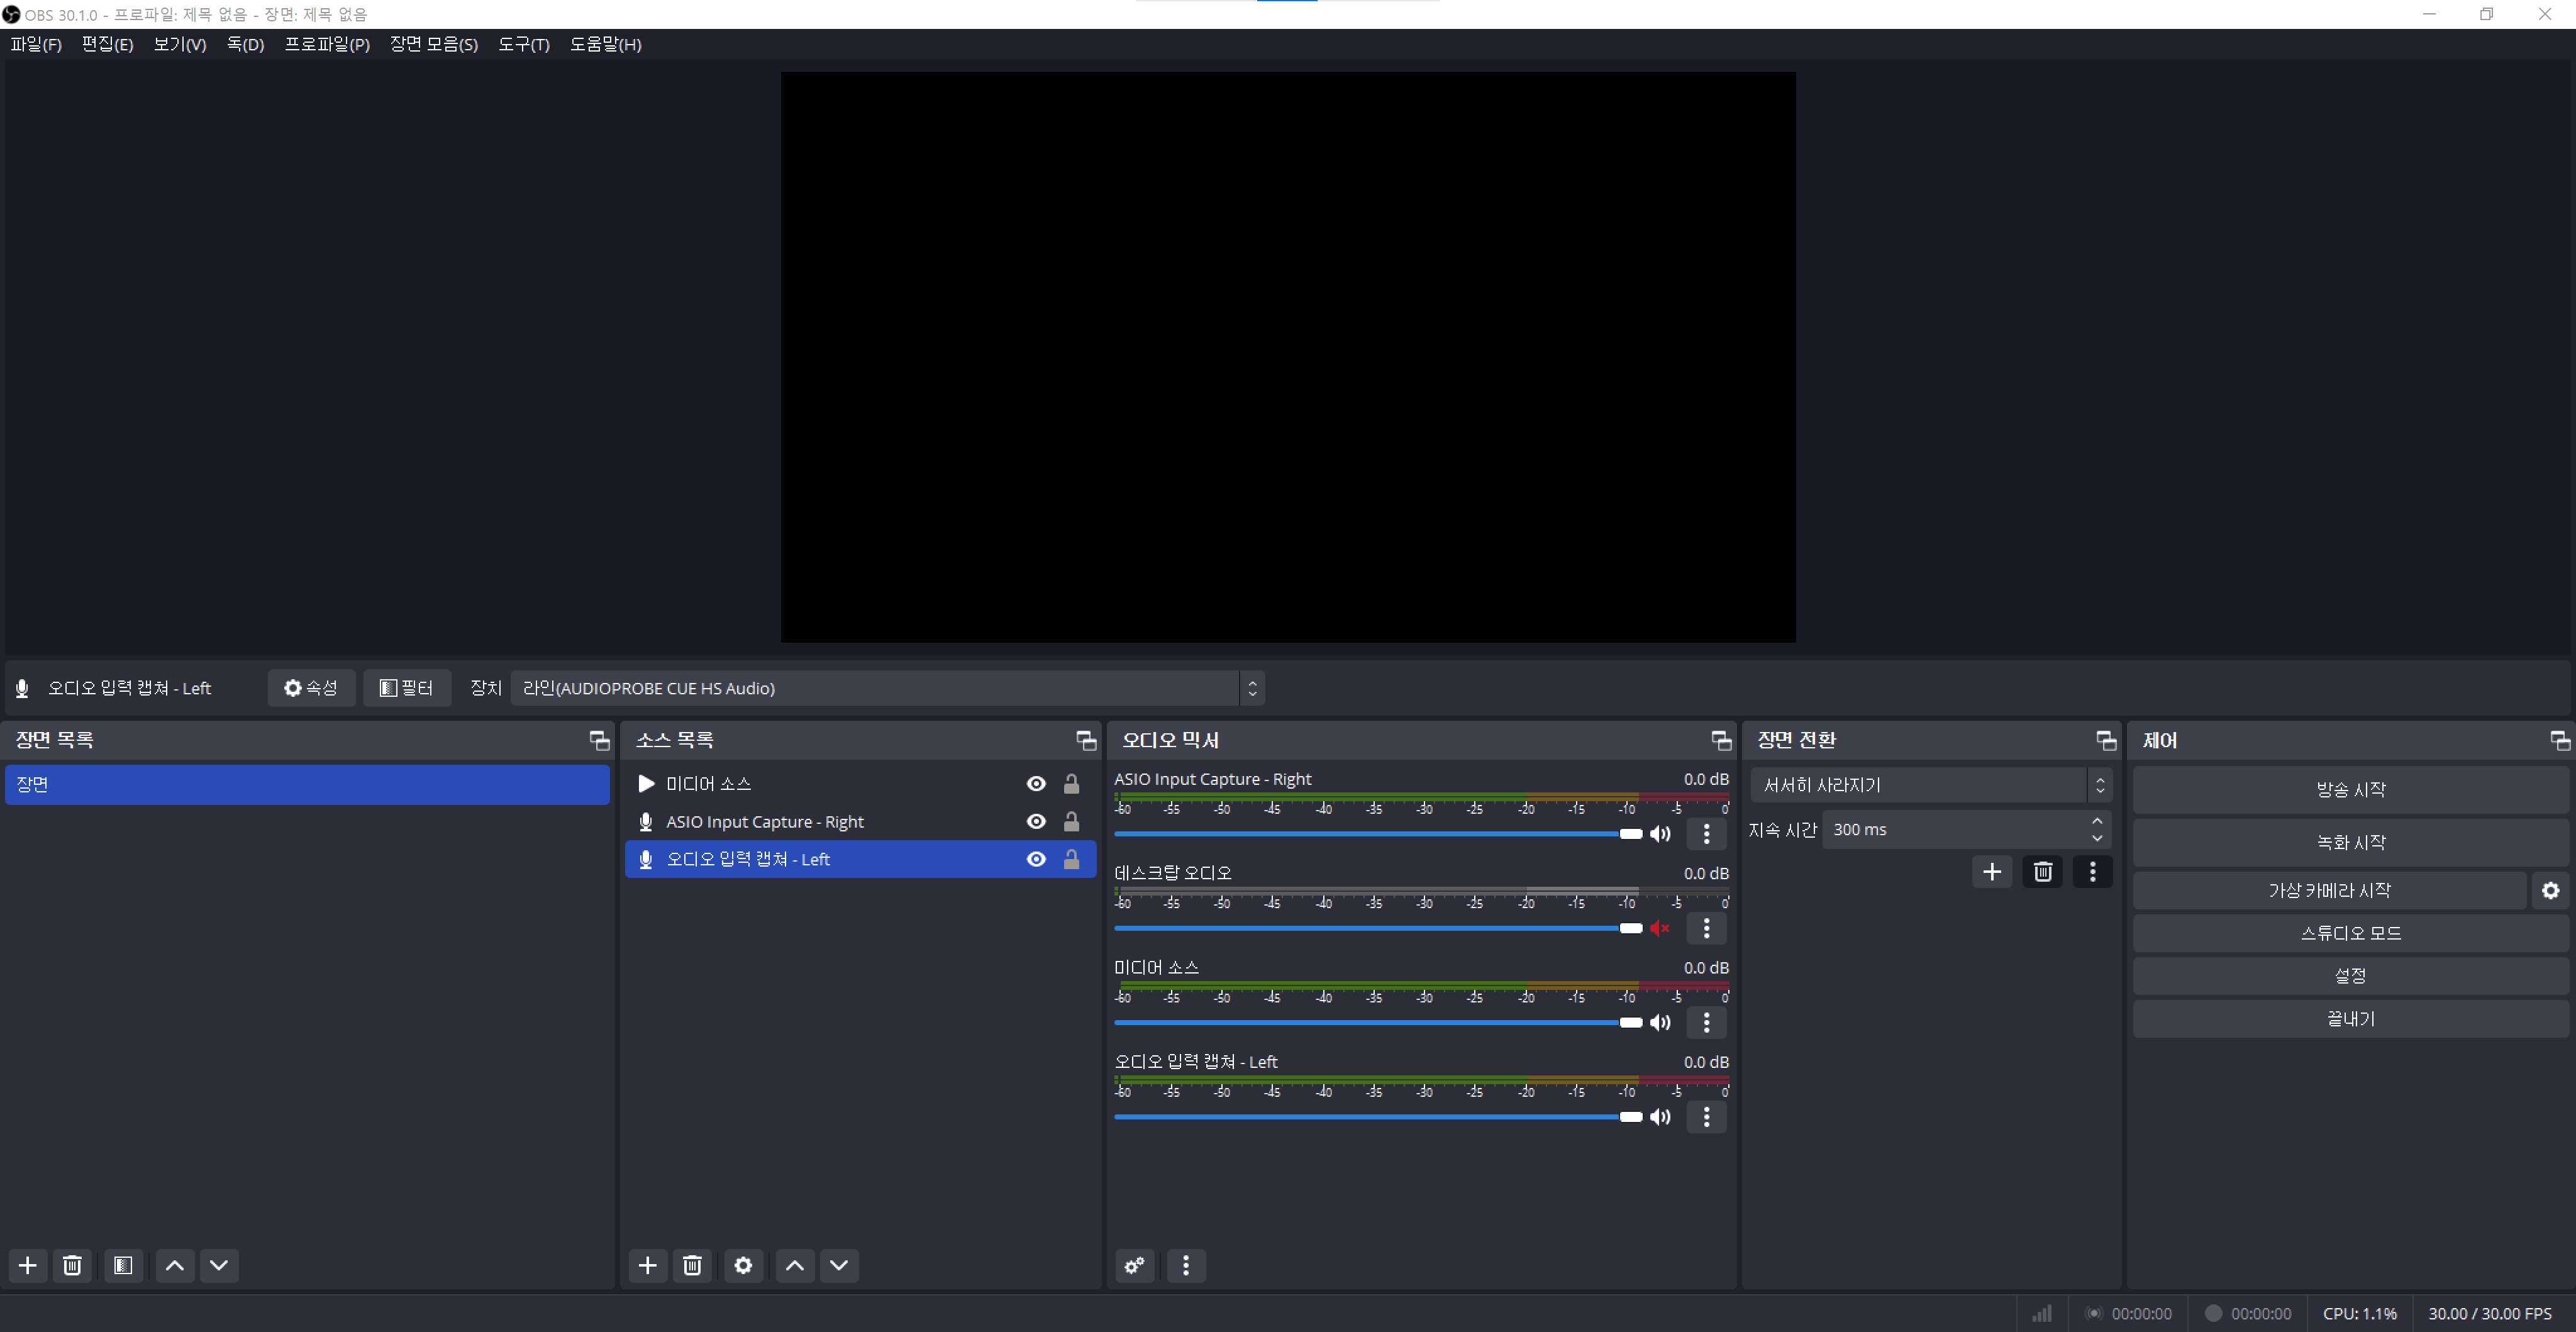 OBS 30.1.0 - 프로파일: 제목 없음 - 장면: 제목 없음
파일(F) 편집(E) 보기(V) 독(D) 프로파일(P) 장면 모음(S) 도구(T) 도움말(H)
오디오 입력 캡쳐 - Left 속성 필터 장치 라인(AUDIOPROBE CUE HS Audio)
장면 목록
장면
소스 목록
미디어 소스
ASIO Input Capture - Right
오디오 입력 캡쳐 - Left
오디오 믹서
ASIO Input Capture - Right 0.0 dB
-60 -55 -50 -45 -40 -35 -30 -25 -20 -15 -10 -5 0
데스크탑 오디오 0.0 dB
-60 -55 -50 -45 -40 -35 -30 -25 -20 -15 -10 -5 0
미디어 소스 0.0 dB
-60 -55 -50 -45 -40 -35 -30 -25 -20 -15 -10 -5 0
오디오 입력 캡쳐 - Left 0.0 dB
-60 -55 -50 -45 -40 -35 -30 -25 -20 -15 -10 -5 0
장면 전환
서서히 사라지기
지속 시간 300 ms
제어
방송 시작
녹화 시작
가상 카메라 시작
스튜디오 모드
설정
끝내기
00:00:00 00:00:00 CPU: 1.1% 30.00 / 30.00 FPS